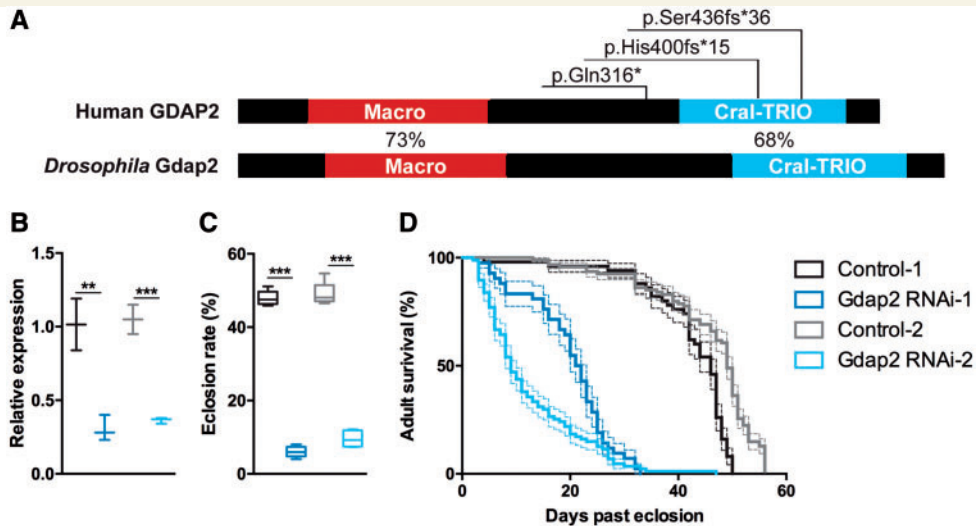 A
p.Ser436fs*36
p.His400fs*15
p.Gln316*
Human GDAP2
Macro
Cral-TRIO
73%
68%
Drosophila Gdap2
Macro
Cral-TRIO
B
Relative expression
1.5
1.0
0.5
0.0
**
***
C
Eclosion rate (%)
60
40
20
0
***
***
D
Adult surivival (%)
100
50
0
0
20
40
60
Days past eclosion
Control-1
Gdap2 RNAi-1
Control-2
Gdap2 RNAi-2